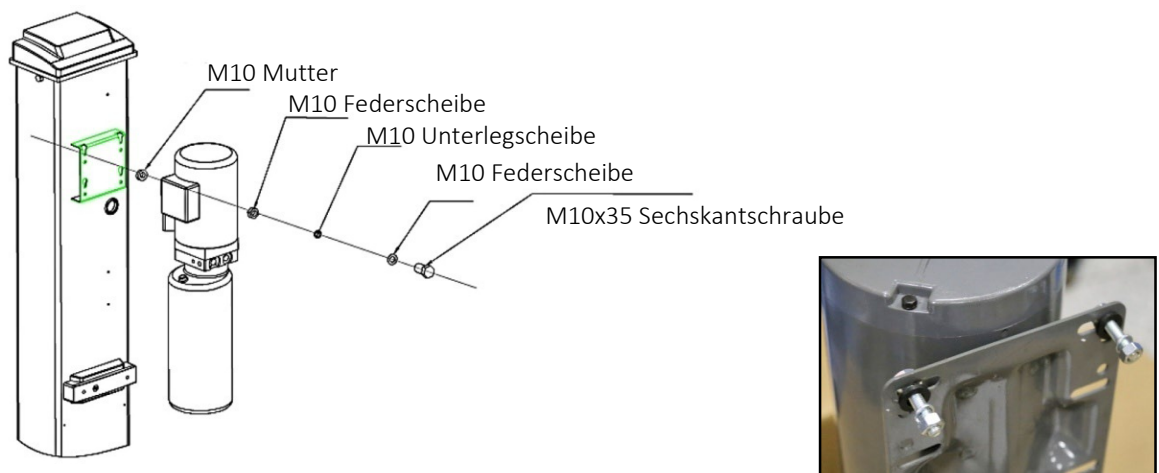 M10 Mutter
M10 Federscheibe
M10 Unterlegscheibe
M10 Federscheibe
M10x35 Sechskantschraube